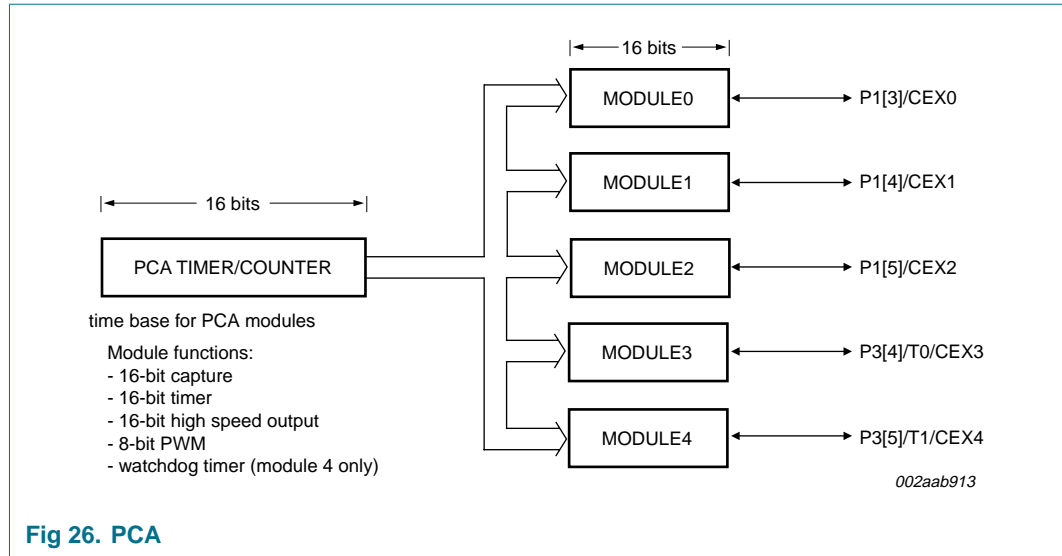 16 bits
MODULE0
P1[3]/CEX0
MODULE1
P1[4]/CEX1
16 bits
PCA TIMER/COUNTER
MODULE2
P1[5]/CEX2
time base for PCA modules
Module functions:
- 16-bit capture
- 16-bit timer
- 16-bit high speed output
- 8-bit PWM
- watchdog timer (module 4 only)
MODULE3
P3[4]/T0/CEX3
MODULE4
P3[5]/T1/CEX4
002aab913
Fig 26. PCA